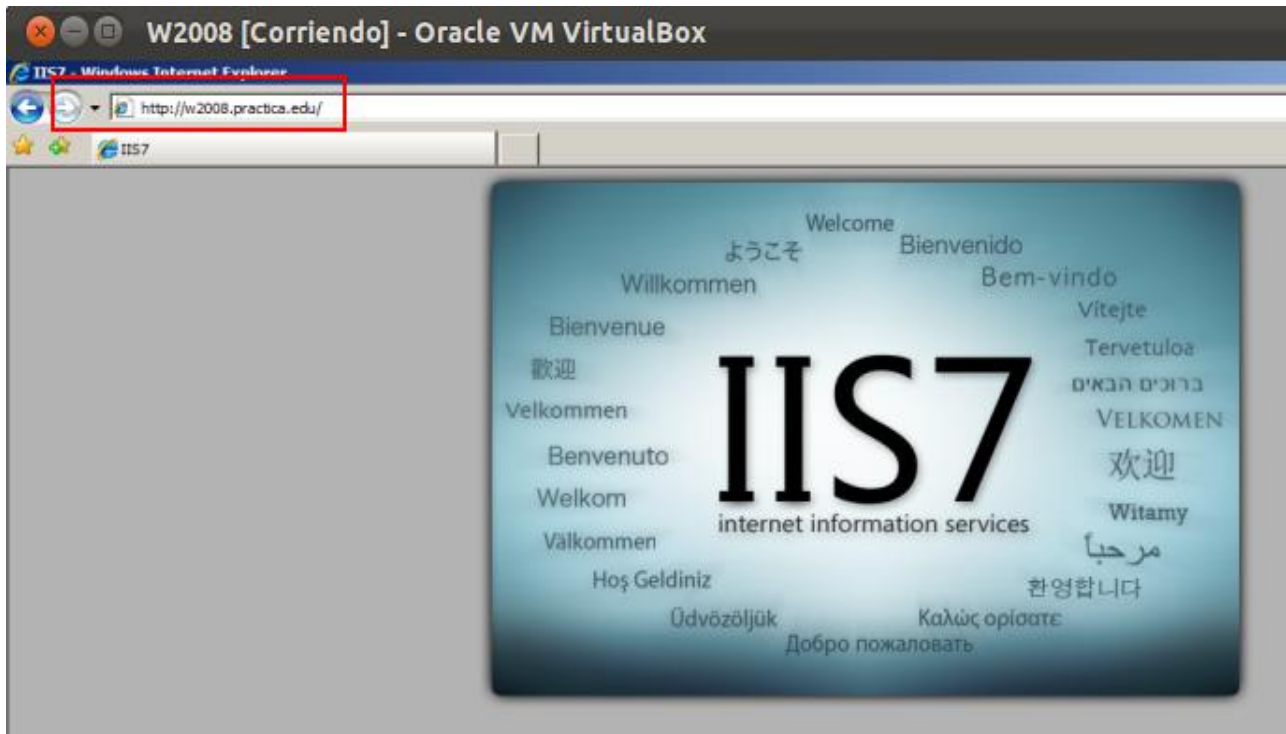 W2008 [Corriendo] - Oracle VM VirtualBox
IIS7 - Windows Internet Explorer
http://w2008.practica.edu/
IIS7
Welcome
ようこそ
Bienvenido
Willkommen
Bem-vindo
Bienvenue
Vítejte
歡迎
Tervetuloa
ברוכים הבאים
Velkommen
VELKOMEN
IIS7
Benvenuto
欢迎
Welkom
internet information services
Witamy
Välkommen
مرحباً
Hoş Geldiniz
환영합니다
Üdvözöljük
Καλώς ορίσατε
Добро пожаловать